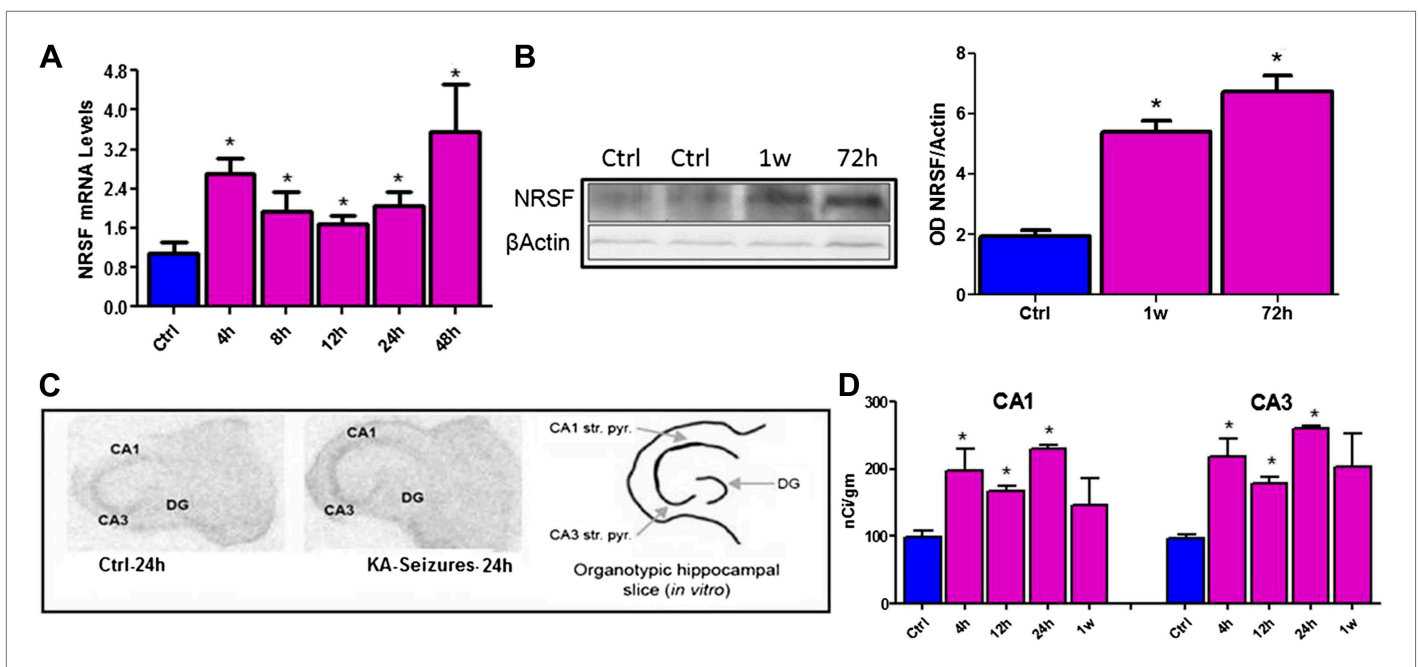 A
NRSF mRNA Levels
4.8
4.0
3.2
2.4
1.6
0.8
0.0
*
*
*
*
*
Ctrl
4h
8h
12h
24h
48h
B
Ctrl Ctrl 1w 72h
NRSF
βActin
OD NRSF/Actin
8
6
4
2
0
*
*
Ctrl 1w 72h
C
CA1
CA3
DG
Ctrl-24h
CA1
CA3
DG
KA-Seizures-24h
CA1 str. pyr.
DG
CA3 str. pyr.
Organotypic hippocampal
slice (in vitro)
D
CA1
CA3
nCi/gm
300
200
100
0
*
*
*
*
*
*
Ctrl
4h
12h
24h
1w
Ctrl
4h
12h
24h
1w